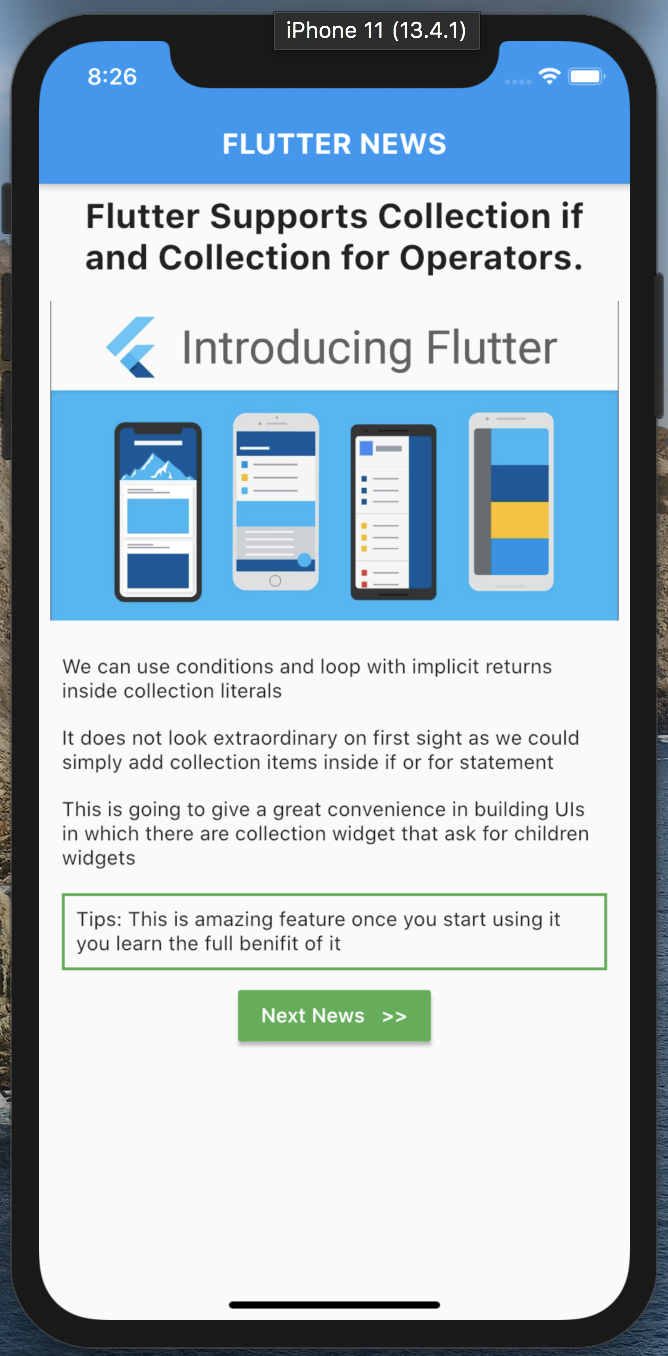 iPhone 11 (13.4.1)
8:26
FLUTTER NEWS
Flutter Supports Collection if
and Collection for Operators.
Introducing Flutter
We can use conditions and loop with implicit returns
inside collection literals
It does not look extraordinary on first sight as we could
simply add collection items inside if or for statement
This is going to give a great convenience in building UIs
in which there are collection widget that ask for children
widgets
Tips: This is amazing feature once you start using it
you learn the full benifit of it
Next News >>